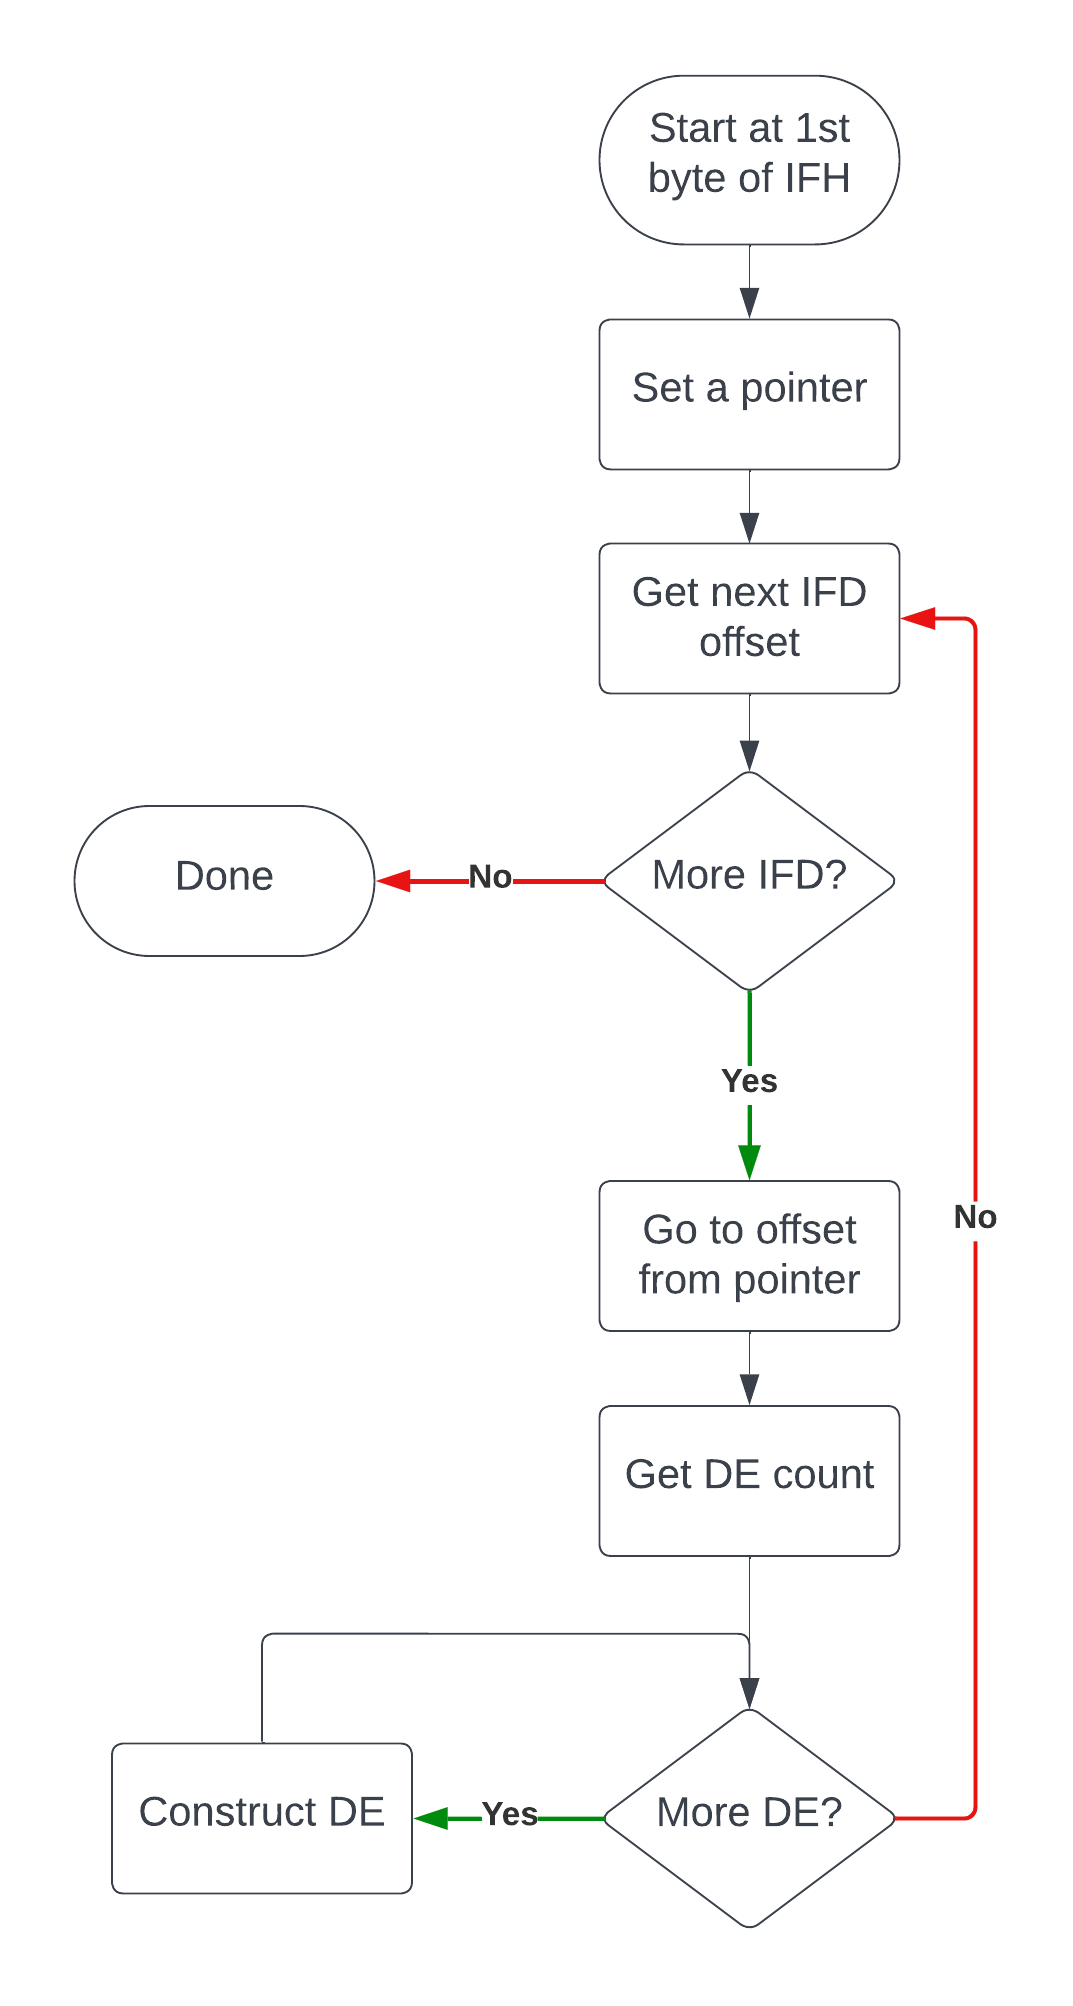 Start at 1st
byte of IFH
Set a pointer
Get next IFD
offset
More IFD?
No
Done
Yes
Go to offset
from pointer
No
Get DE count
More DE?
Yes
Construct DE